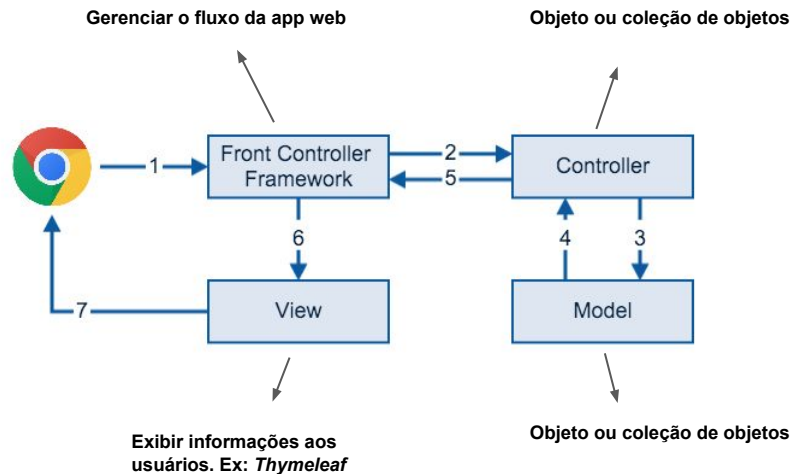 Gerenciar o fluxo da app web
Objeto ou coleção de objetos
Front Controller
Framework
Controller
1
2
5
6
4
3
View
Model
7
Exibir informações aos
usuários. Ex: Thymeleaf
Objeto ou coleção de objetos